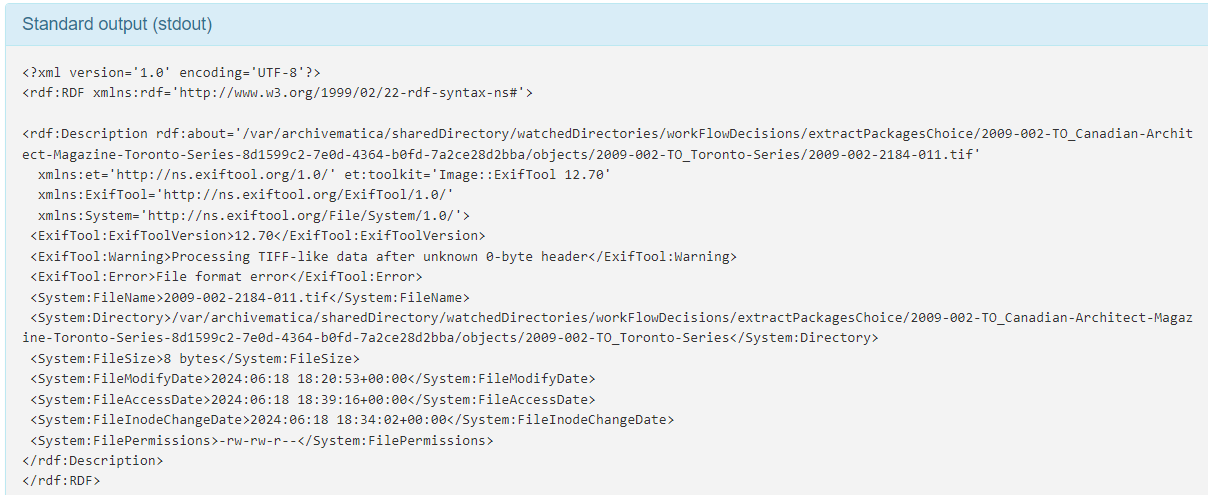 Standard output (stdout)
<?xml version='1.0' encoding='UTF-8'?>
<rdf:RDF xmlns:rdf='http://www.w3.org/1999/02/22-rdf-syntax-ns#'>
<rdf:Description rdf:about='/var/archivematica/sharedDirectory/watchedDirectories/workFlowDecisions/extractPackagesChoice/2009-002-TO_Canadian-Archit
ect-Magazine-Toronto-Series-8d1599c2-7e0d-4364-b0fd-7a2ce28d2bba/objects/2009-002-TO_Toronto-Series/2009-002-2184-011.tif'
xmlns:et='http://ns.exiftool.org/1.0/' et:toolkit='Image::ExifTool 12.70'
xmlns:ExifTool='http://ns.exiftool.org/ExifTool/1.0/'
xmlns:System='http://ns.exiftool.org/File/System/1.0/'>
<ExifTool:ExifToolVersion>12.70</ExifTool:ExifToolVersion>
<ExifTool:Warning>Processing TIFF-like data after unknown 0-byte header</ExifTool:Warning>
<ExifTool:Error>File format error</ExifTool:Error>
<System:FileName>2009-002-2184-011.tif</System:FileName>
<System:Directory>/var/archivematica/sharedDirectory/watchedDirectories/workFlowDecisions/extractPackagesChoice/2009-002-TO_Canadian-Architect-Magaz
ine-Toronto-Series-8d1599c2-7e0d-4364-b0fd-7a2ce28d2bba/objects/2009-002-TO_Toronto-Series</System:Directory>
<System:FileSize>8 bytes</System:FileSize>
<System:FileModifyDate>2024:06:18 18:20:53+00:00</System:FileModifyDate>
<System:FileAccessDate>2024:06:18 18:39:16+00:00</System:FileAccessDate>
<System:FileInodeChangeDate>2024:06:18 18:34:02+00:00</System:FileInodeChangeDate>
<System:FilePermissions>-rw-rw-r--</System:FilePermissions>
</rdf:Description>
</rdf:RDF>